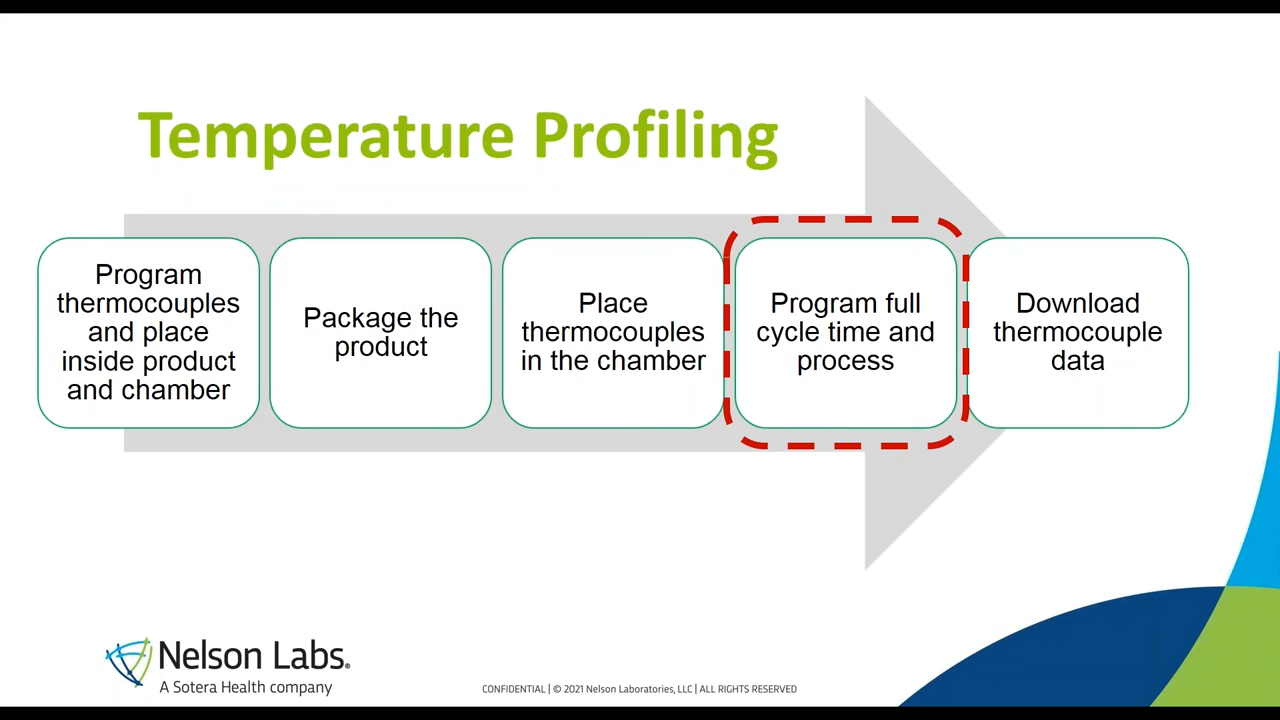 Temperature Profiling
Program
thermocouples
and place
inside product
and chamber
Package the
product
Place
thermocouples
in the chamber
Program full
cycle time and
process
Download
thermocouple
data
Nelson Labs®
A Sotera Health company
CONFIDENTIAL | © 2021 Nelson Laboratories, LLC | ALL RIGHTS RESERVED